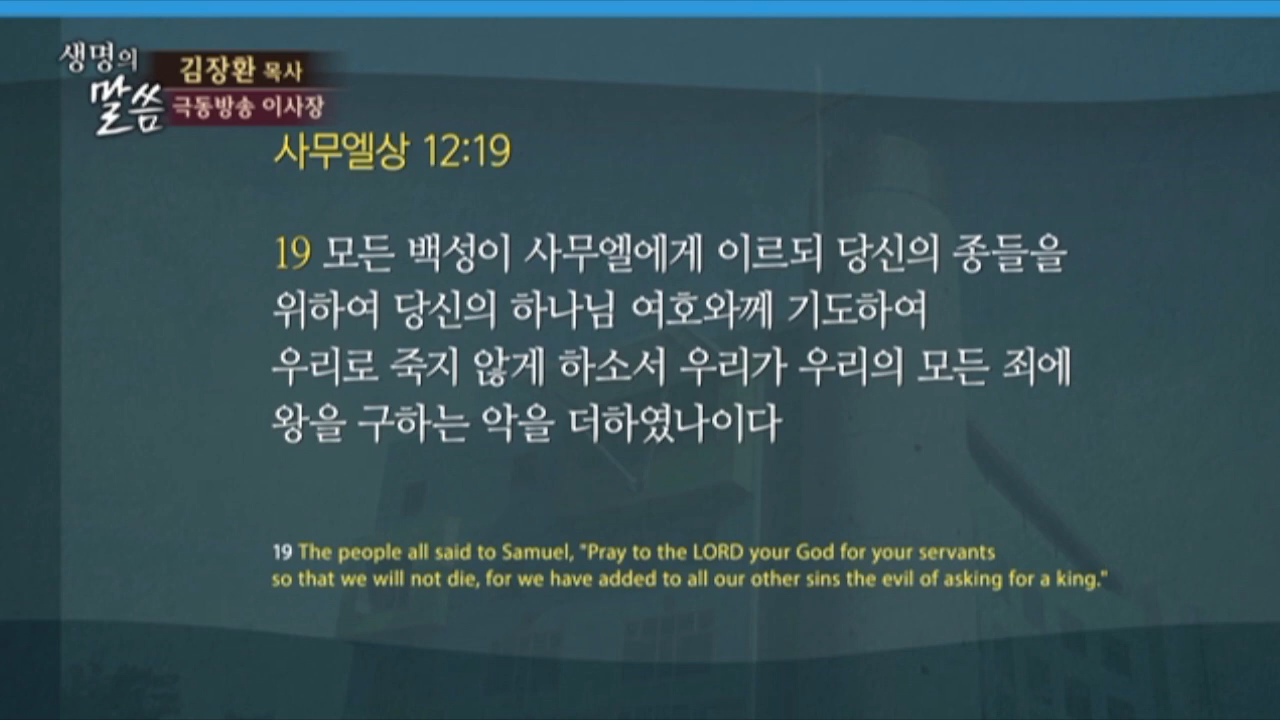 생명의
말씀
김장환 목사
극동방송 이사장
사무엘상 12:19
19 모든 백성이 사무엘에게 이르되 당신의 종들을
위하여 당신의 하나님 여호와께 기도하여
우리로 죽지 않게 하소서 우리가 우리의 모든 죄에
왕을 구하는 악을 더하였나이다
19 The people all said to Samuel, "Pray to the LORD your God for your servants
so that we will not die, for we have added to all our other sins the evil of asking for a king."